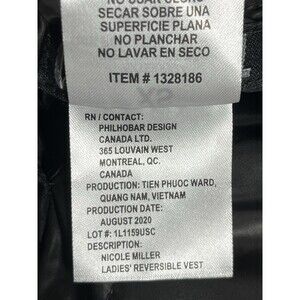 SECAR SOBRE UNA
SUPERFICIE PLANA
NO PLANCHAR
NO LAVAR EN SECO
ITEM # 1328186
RN / CONTACT:
PHILHOBAR DESIGN
CANADA LTD.
365 LOUVAIN WEST
MONTREAL, QC.
CANADA
PRODUCTION: TIEN PHUOC WARD,
QUANG NAM, VIETNAM
PRODUCTION DATE:
AUGUST 2020
LOT #: 1L1159USC
DESCRIPTION:
NICOLE MILLER
LADIES' REVERSIBLE VEST